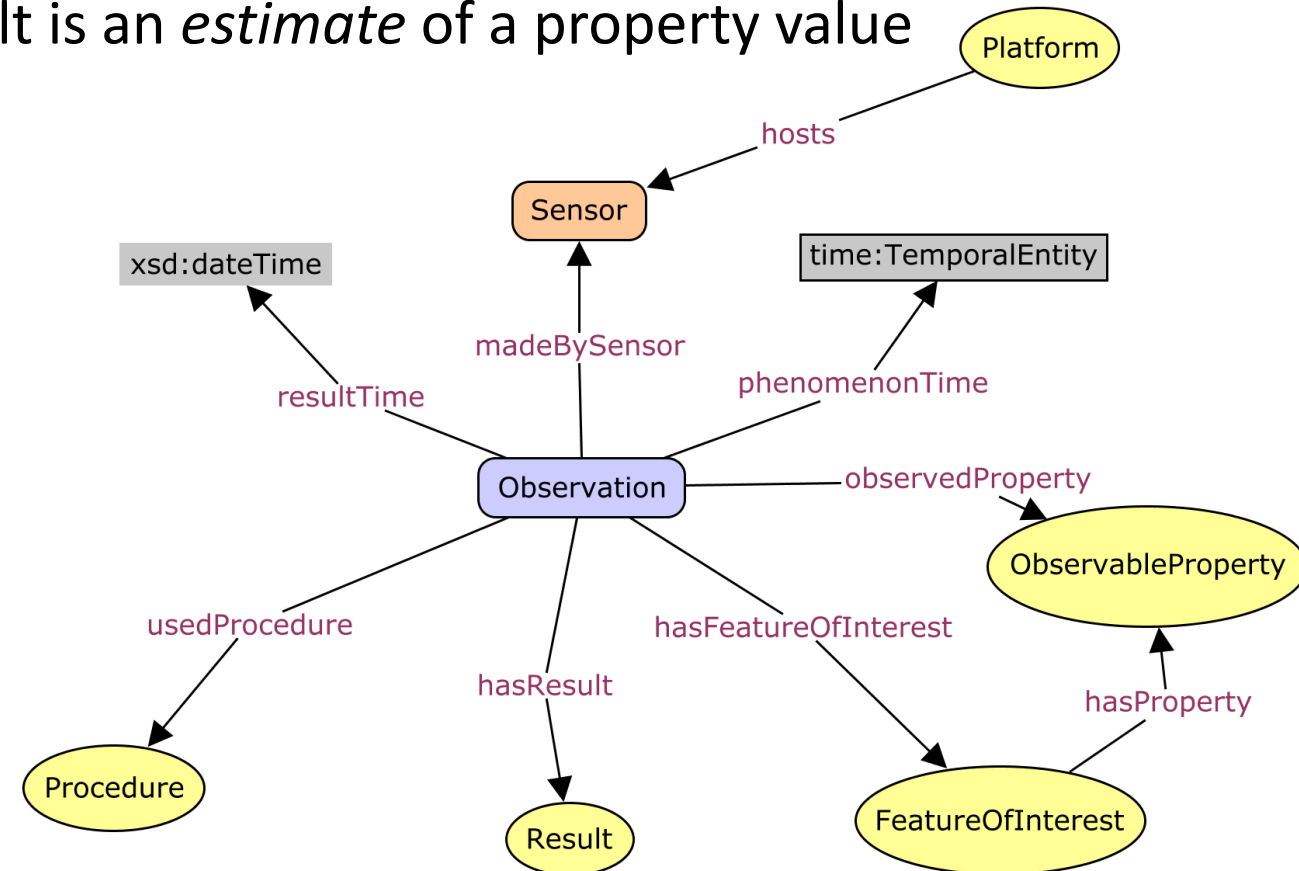 It is an estimate of a property value
Platform
hosts
Sensor
xsd:dateTime
time:TemporalEntity
madeBySensor
phenomenonTime
resultTime
observedProperty
Observation
ObservableProperty
usedProcedure
hasFeatureOfInterest
hasResult
hasProperty
Procedure
FeatureOfInterest
Result